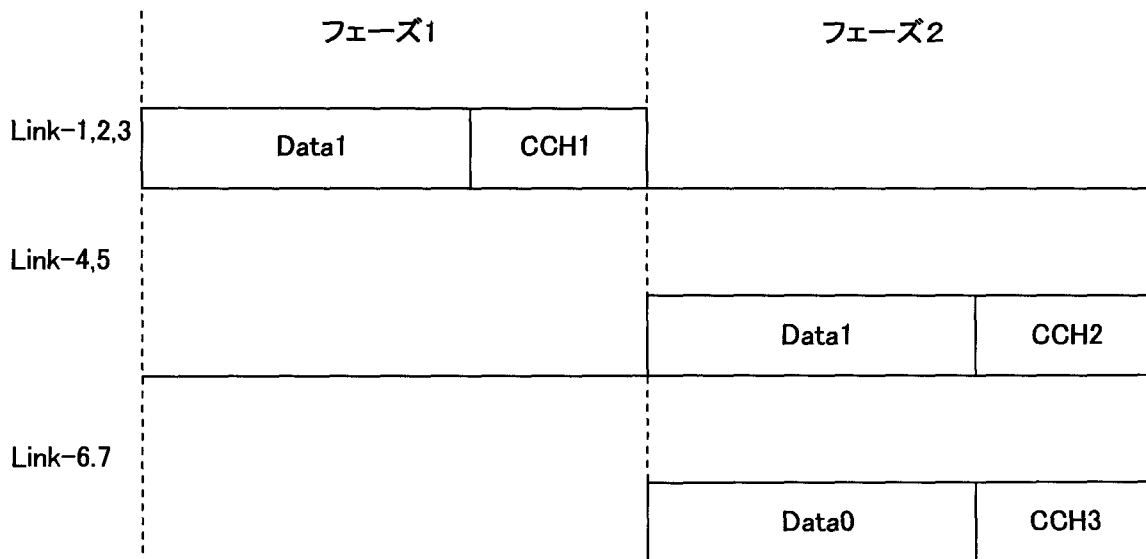 フェーズ1 フェーズ2
Link-1,2,3 Data1 CCH1
Link-4,5
Data1 CCH2
Link-6.7
Data0 CCH3